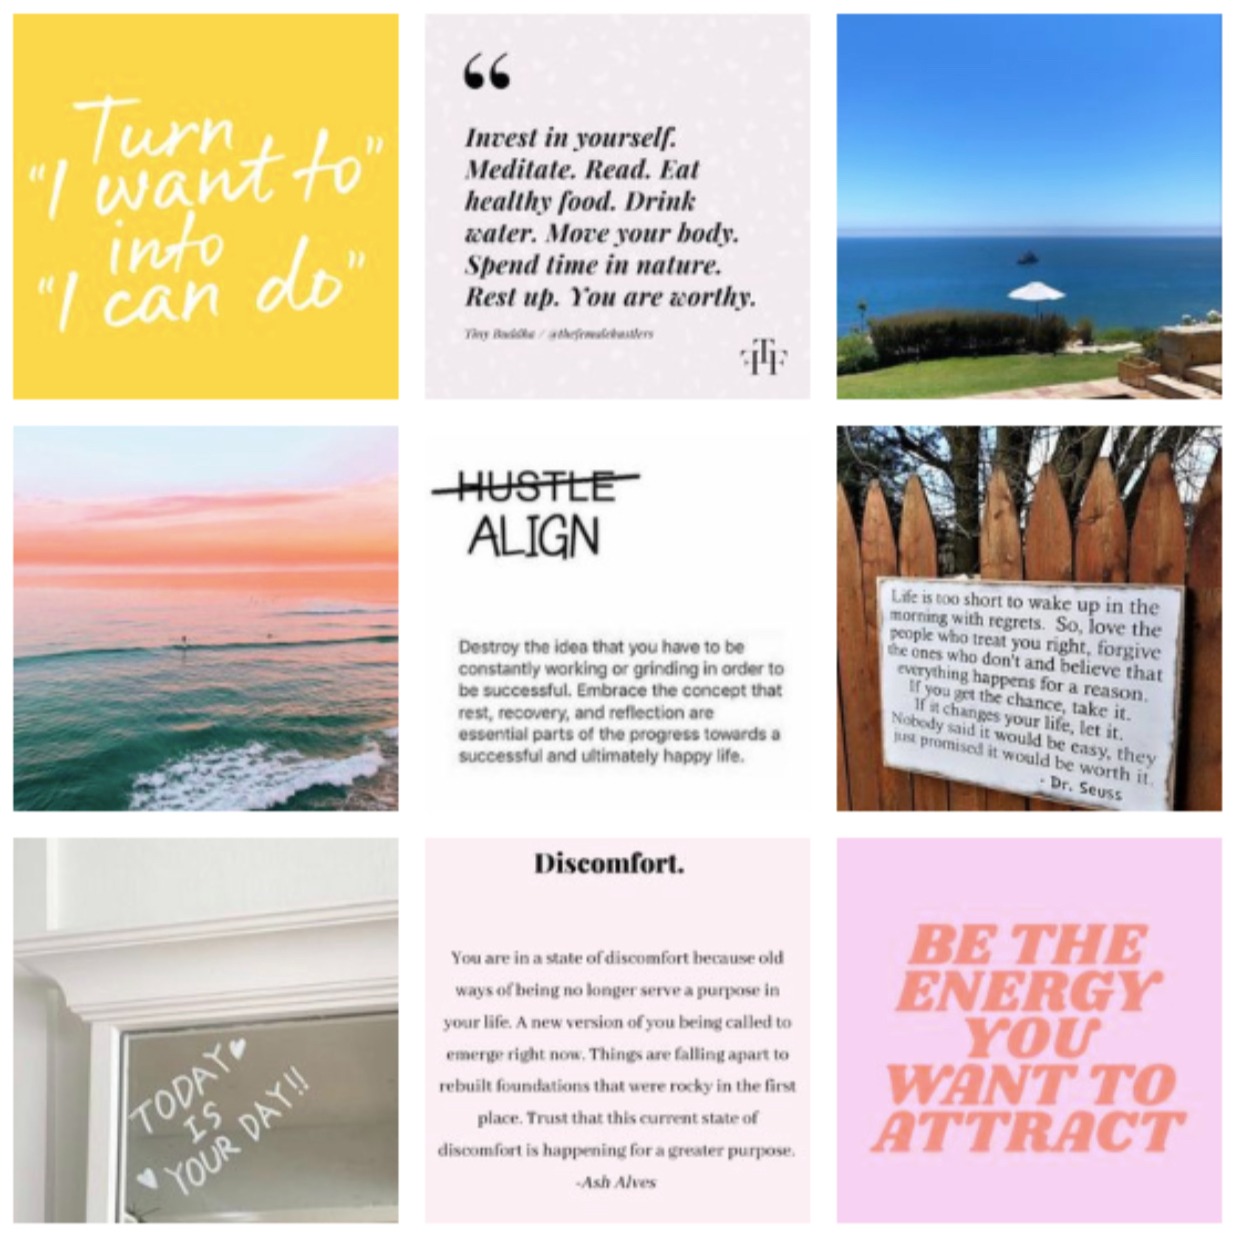 Turn
"I want to"
into
"I can do"
“
Invest in yourself.
Meditate. Read. Eat
healthy food. Drink
water. Move your body.
Spend time in nature.
Rest up. You are worthy.
Tiny Buddha / @thefemalehustlers
HUSTLE
ALIGN
Destroy the idea that you have to be
constantly working or grinding in order to
be successful. Embrace the concept that
rest, recovery, and reflection are
essential parts of the progress towards a
successful and ultimately happy life.
Life is too short to wake up in the
morning with regrets. So, love the
people who treat you right, forgive
the ones who don't and believe that
everything happens for a reason.
If you get the chance, take it.
If it changes your life, let it.
Nobody said it would be easy, they
just promised it would be worth it.
- Dr. Seuss
TODAY
IS
YOUR DAY!!
Discomfort.
You are in a state of discomfort because old
ways of being no longer serve a purpose in
your life. A new version of you being called to
emerge right now. Things are falling apart to
rebuilt foundations that were rocky in the first
place. Trust that this current state of
discomfort is happening for a greater purpose.
-Ash Alves
BE THE
ENERGY
YOU
WANT TO
ATTRACT